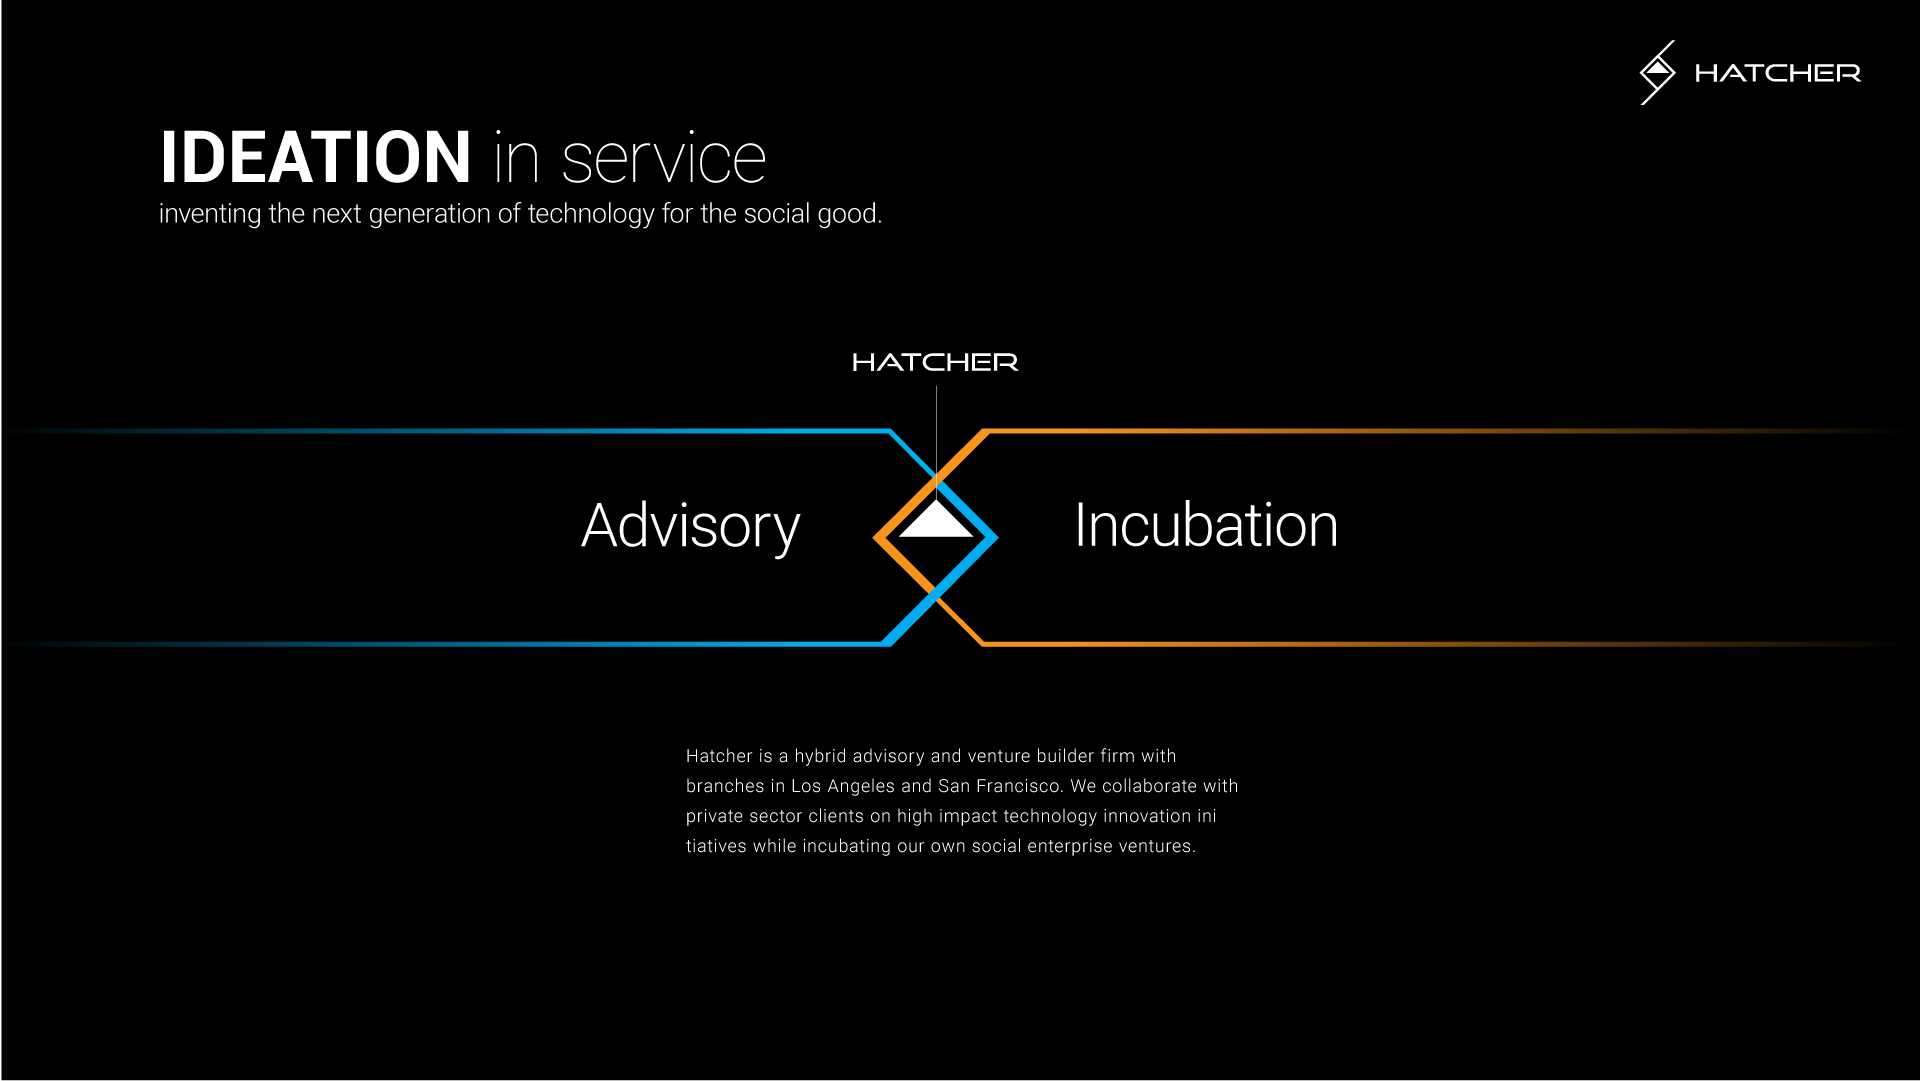 HATCHER
IDEATION in service
inventing the next generation of technology for the social good.
HATCHER
Advisory
Incubation
Hatcher is a hybrid advisory and venture builder firm with
branches in Los Angeles and San Francisco. We collaborate with
private sector clients on high impact technology innovation ini
tiatives while incubating our own social enterprise ventures.